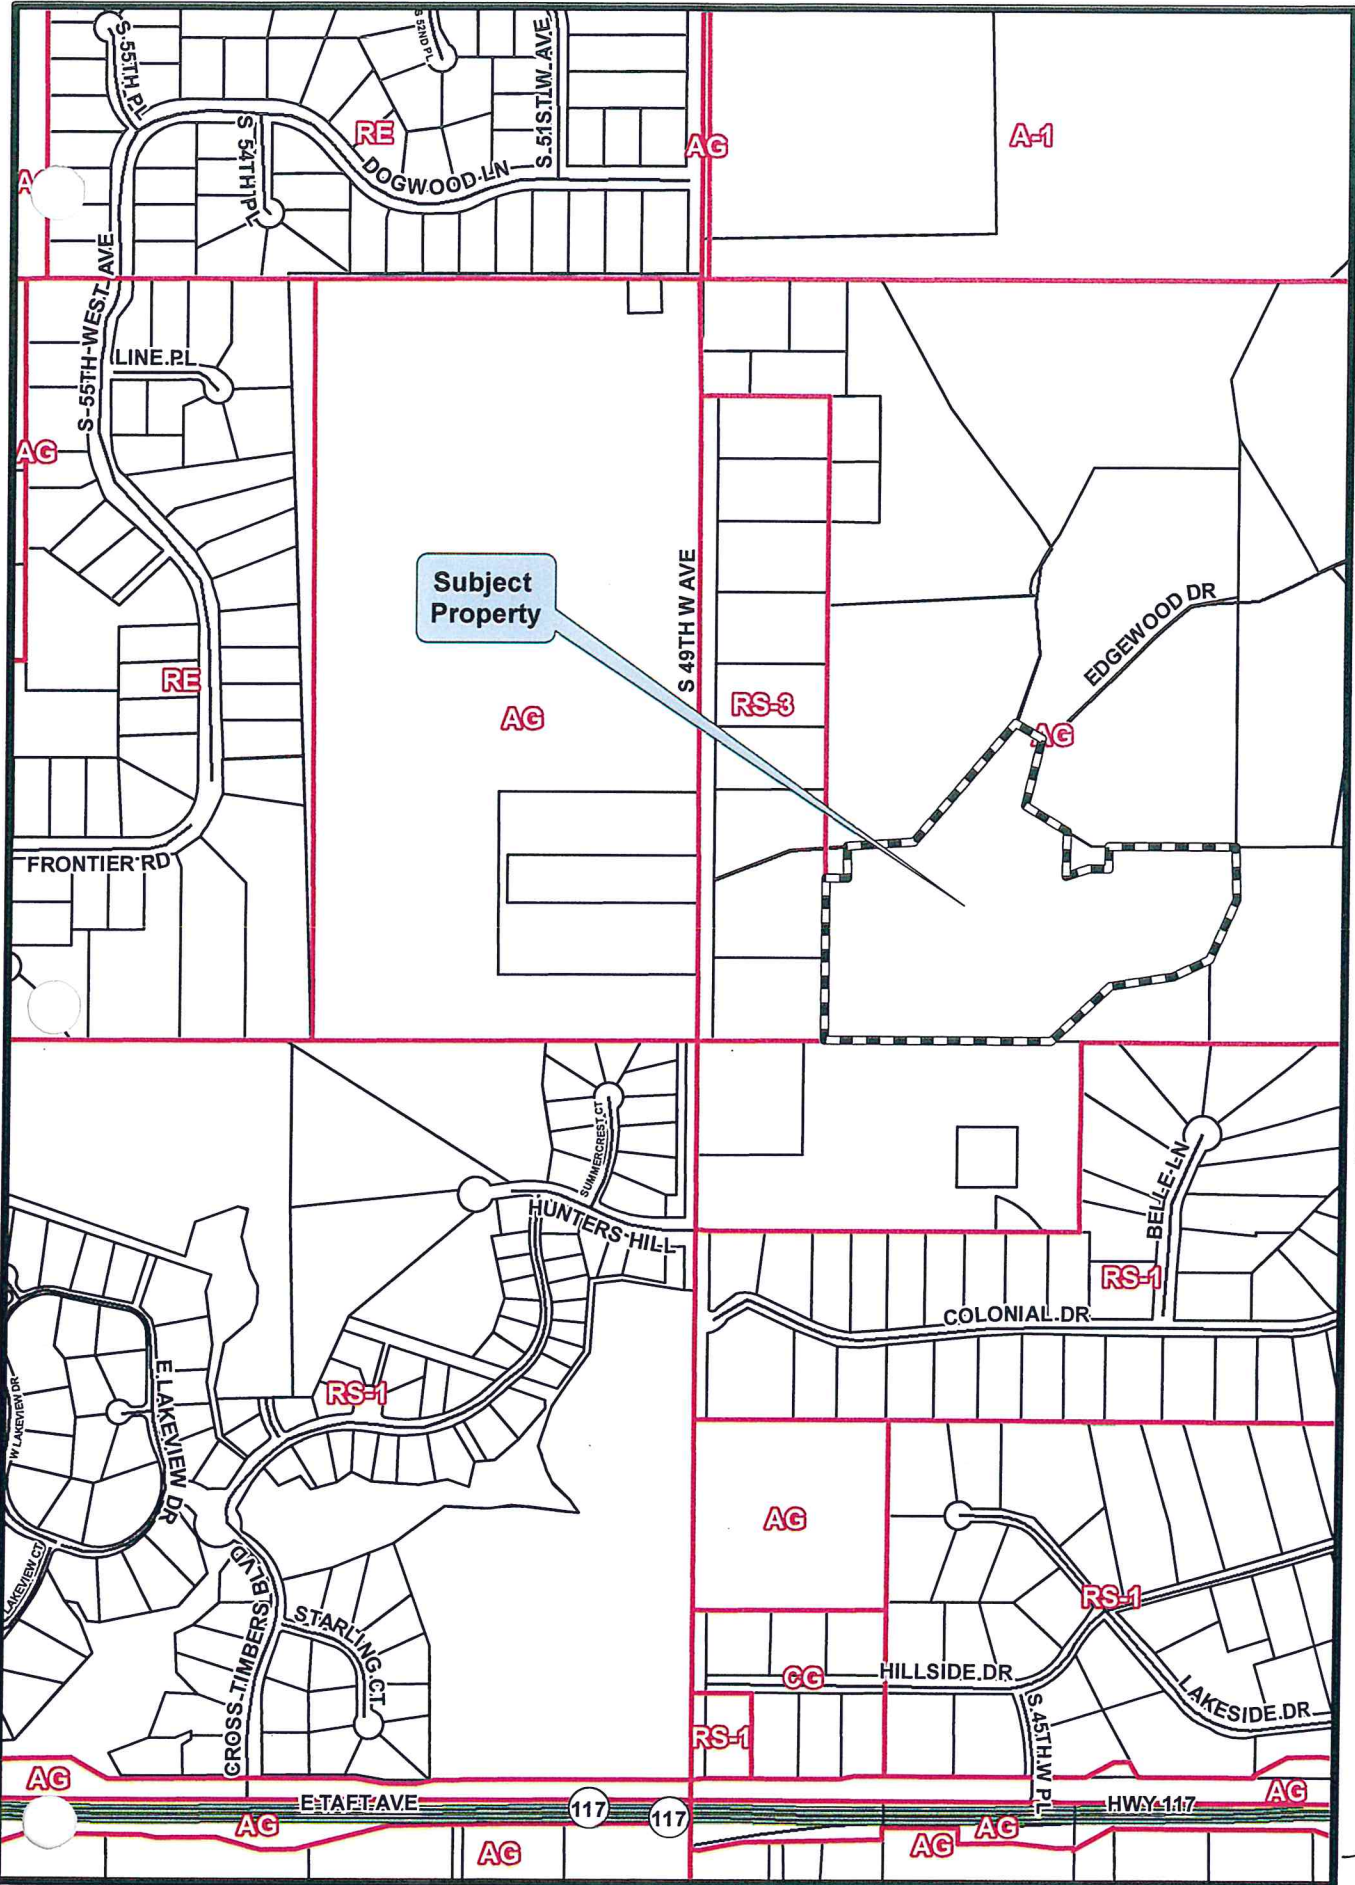 S 55TH PL
S 52ND PL
S 51ST W AVE
RE
AG
A-1
S 54TH PL
DOGWOOD LN
S 55TH WEST AVE
LINE PL
AG
Subject
Property
S 49TH W AVE
EDGEWOOD DR
RE
AG
RS-3
AG
FRONTIER RD
SUMMERCREST CT
HUNTERS HILL
BELLE LN
RS-1
COLONIAL DR
W LAKEVIEW DR
E LAKEVIEW DR
RS-1
LAKEVIEW CT
AG
RS-1
CROSS TIMBERS BLVD
STARLING CT
CG
HILLSIDE DR
LAKESIDE DR
S 45TH W PL
RS-1
AG
E TAFT AVE
117
117
HWY 117
AG
AG
AG
AG
AG